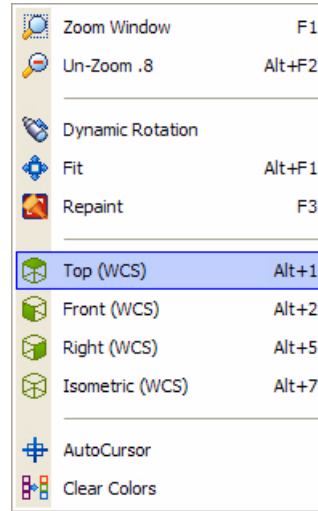 Zoom Window F1
Un-Zoom .8 Alt+F2
Dynamic Rotation
Fit Alt+F1
Repaint F3
Top (WCS) Alt+1
Front (WCS) Alt+2
Right (WCS) Alt+5
Isometric (WCS) Alt+7
AutoCursor
Clear Colors